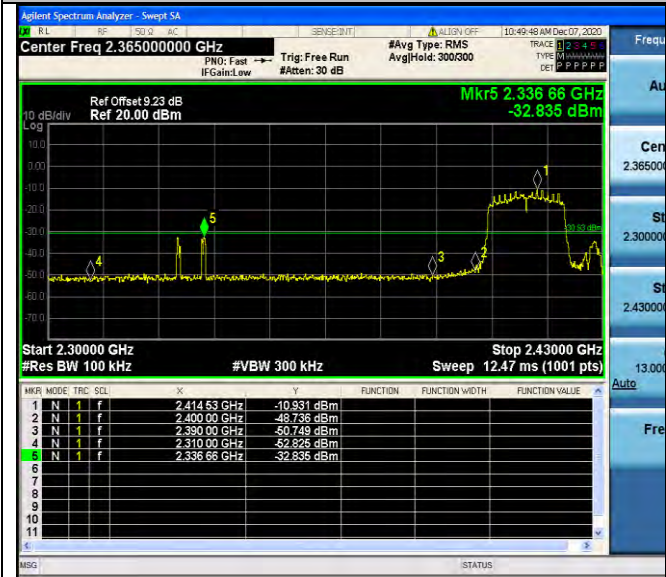 Agilent Spectrum Analyzer - Swept SA
RL RF 50 Ω AC SENSE:INT ALIGN OFF 10:49:48 AM Dec 07, 2020
Center Freq 2.365000000 GHz #Avg Type: RMS TRACE 1 2 3 4 5 6
PNO: Fast Trig: Free Run Avg|Hold: 300/300 TYPE M
IFGain:Low #Atten: 30 dB DET P P P P P P
Frequ
Mkr5 2.336 66 GHz
-32.835 dBm
Ref Offset 9.23 dB
10 dB/div Ref 20.00 dBm
Log
10.0
0.00
-10.0
-20.0
-30.0
-40.0
-50.0
-60.0
-70.0
1
5
-30.93 dBm
4
3
2
Start 2.30000 GHz Stop 2.43000 GHz
#Res BW 100 kHz #VBW 300 kHz Sweep 12.47 ms (1001 pts)
MKR MODE TRC SCL X Y FUNCTION FUNCTION WIDTH FUNCTION VALUE
1 N 1 f 2.414 53 GHz -10.931 dBm
2 N 1 f 2.400 00 GHz -48.736 dBm
3 N 1 f 2.390 00 GHz -50.749 dBm
4 N 1 f 2.310 00 GHz -52.825 dBm
5 N 1 f 2.336 66 GHz -32.835 dBm
6
7
8
9
10
11
MSG STATUS
Au
Cen
2.365000
St
2.300000
St
2.430000
13.000
Auto
Fre